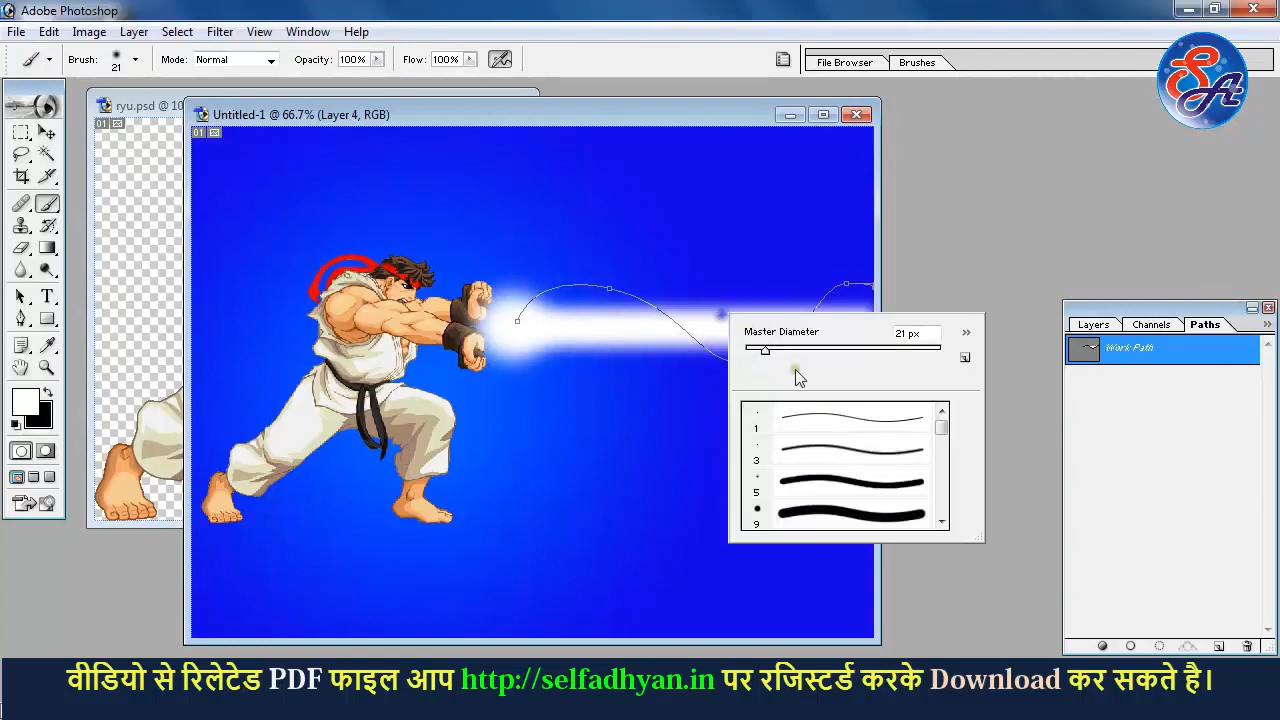 Adobe Photoshop
File Edit Image Layer Select Filter View Window Help
Brush: 21 Mode: Normal Opacity: 100% Flow: 100% File Browser Brushes
SA
ryu.psd @ 10
Untitled-1 @ 66.7% (Layer 4, RGB)
01
01
Master Diameter 21 px
1
3
5
9
Layers Channels Paths
Work Path
वीडियो से रिलेटेड PDF फाइल आप http://selfadhyan.in पर रजिस्टर्ड करके Download कर सकते है।